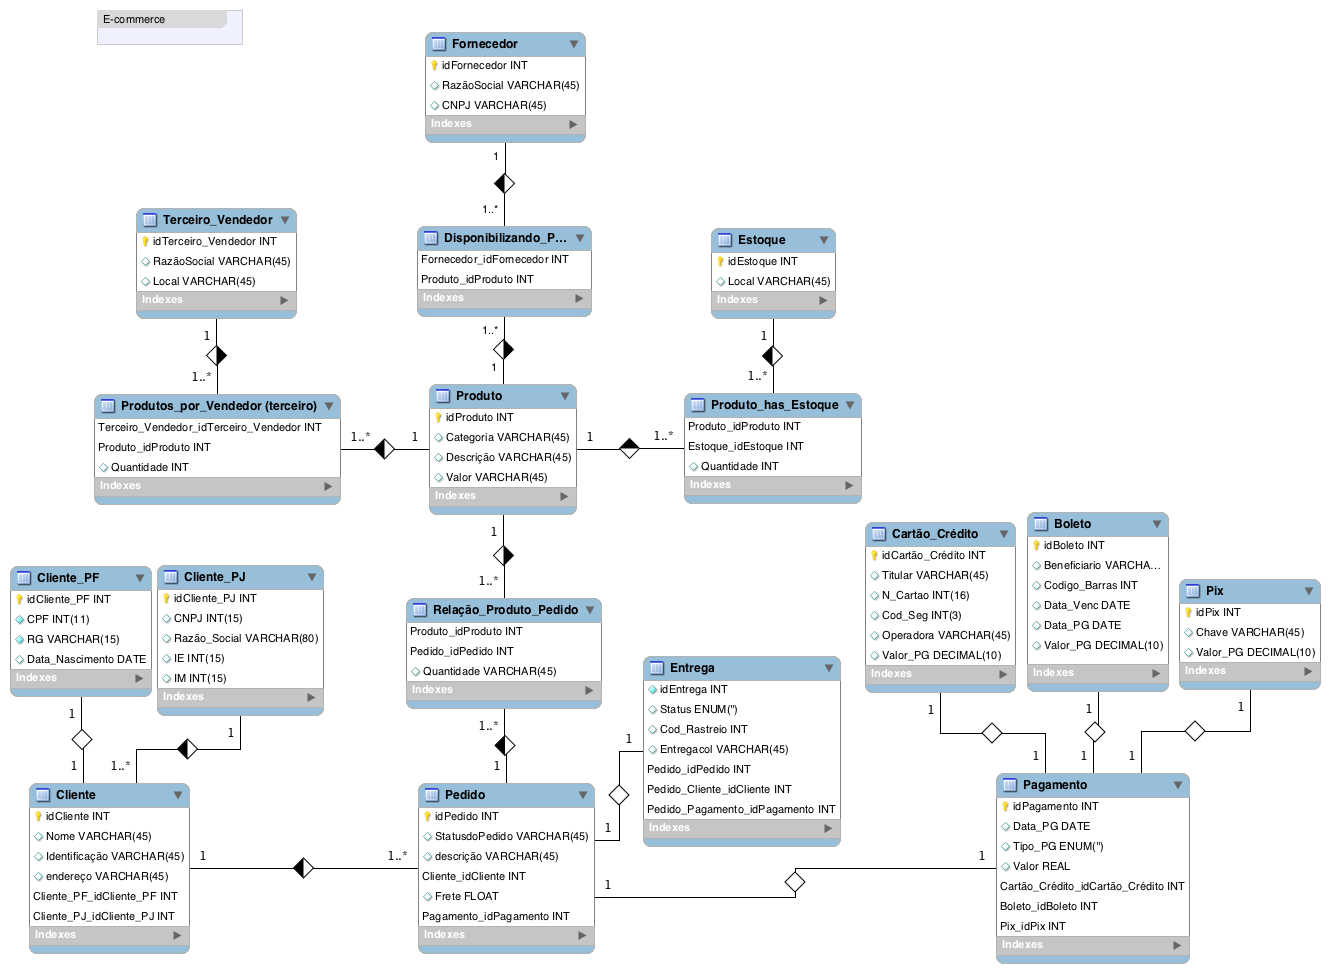 E-commerce
Fornecedor
idFornecedor INT
RazãoSocial VARCHAR(45)
CNPJ VARCHAR(45)
Indexes
1
1..*
Terceiro_Vendedor
idTerceiro_Vendedor INT
RazãoSocial VARCHAR(45)
Local VARCHAR(45)
Indexes
1
1..*
Disponibilizando_P...
Fornecedor_idFornecedor INT
Produto_idProduto INT
Indexes
1..*
1
Estoque
idEstoque INT
Local VARCHAR(45)
Indexes
1
1..*
Produtos_por_Vendedor (terceiro)
Terceiro_Vendedor_idTerceiro_Vendedor INT
Produto_idProduto INT
Quantidade INT
Indexes
1..*
1
Produto
idProduto INT
Categoria VARCHAR(45)
Descrição VARCHAR(45)
Valor VARCHAR(45)
Indexes
1
1..*
Produto_has_Estoque
Produto_idProduto INT
Estoque_idEstoque INT
Quantidade INT
Indexes
1
1..*
Cliente_PF
idCliente_PF INT
CPF INT(11)
RG VARCHAR(15)
Data_Nascimento DATE
Indexes
1
1
Cliente_PJ
idCliente_PJ INT
CNPJ INT(15)
Razão_Social VARCHAR(80)
IE INT(15)
IM INT(15)
Indexes
1
1..*
Relação_Produto_Pedido
Produto_idProduto INT
Pedido_idPedido INT
Quantidade VARCHAR(45)
Indexes
1..*
1
Entrega
idEntrega INT
Status ENUM('')
Cod_Rastreio INT
Entregacol VARCHAR(45)
Pedido_idPedido INT
Pedido_Cliente_idCliente INT
Pedido_Pagamento_idPagamento INT
Indexes
1
1
Cartão_Crédito
idCartão_Crédito INT
Titular VARCHAR(45)
N_Cartao INT(16)
Cod_Seg INT(3)
Operadora VARCHAR(45)
Valor_PG DECIMAL(10)
Indexes
1
1
Boleto
idBoleto INT
Beneficiario VARCHA...
Codigo_Barras INT
Data_Venc DATE
Data_PG DATE
Valor_PG DECIMAL(10)
Indexes
1
1
Pix
idPix INT
Chave VARCHAR(45)
Valor_PG DECIMAL(10)
Indexes
1
1
Cliente
idCliente INT
Nome VARCHAR(45)
Identificação VARCHAR(45)
endereço VARCHAR(45)
Cliente_PF_idCliente_PF INT
Cliente_PJ_idCliente_PJ INT
Indexes
1
1..*
Pedido
idPedido INT
StatusdoPedido VARCHAR(45)
descrição VARCHAR(45)
Cliente_idCliente INT
Frete FLOAT
Pagamento_idPagamento INT
Indexes
1
1
Pagamento
idPagamento INT
Data_PG DATE
Tipo_PG ENUM('')
Valor REAL
Cartão_Crédito_idCartão_Crédito INT
Boleto_idBoleto INT
Pix_idPix INT
Indexes